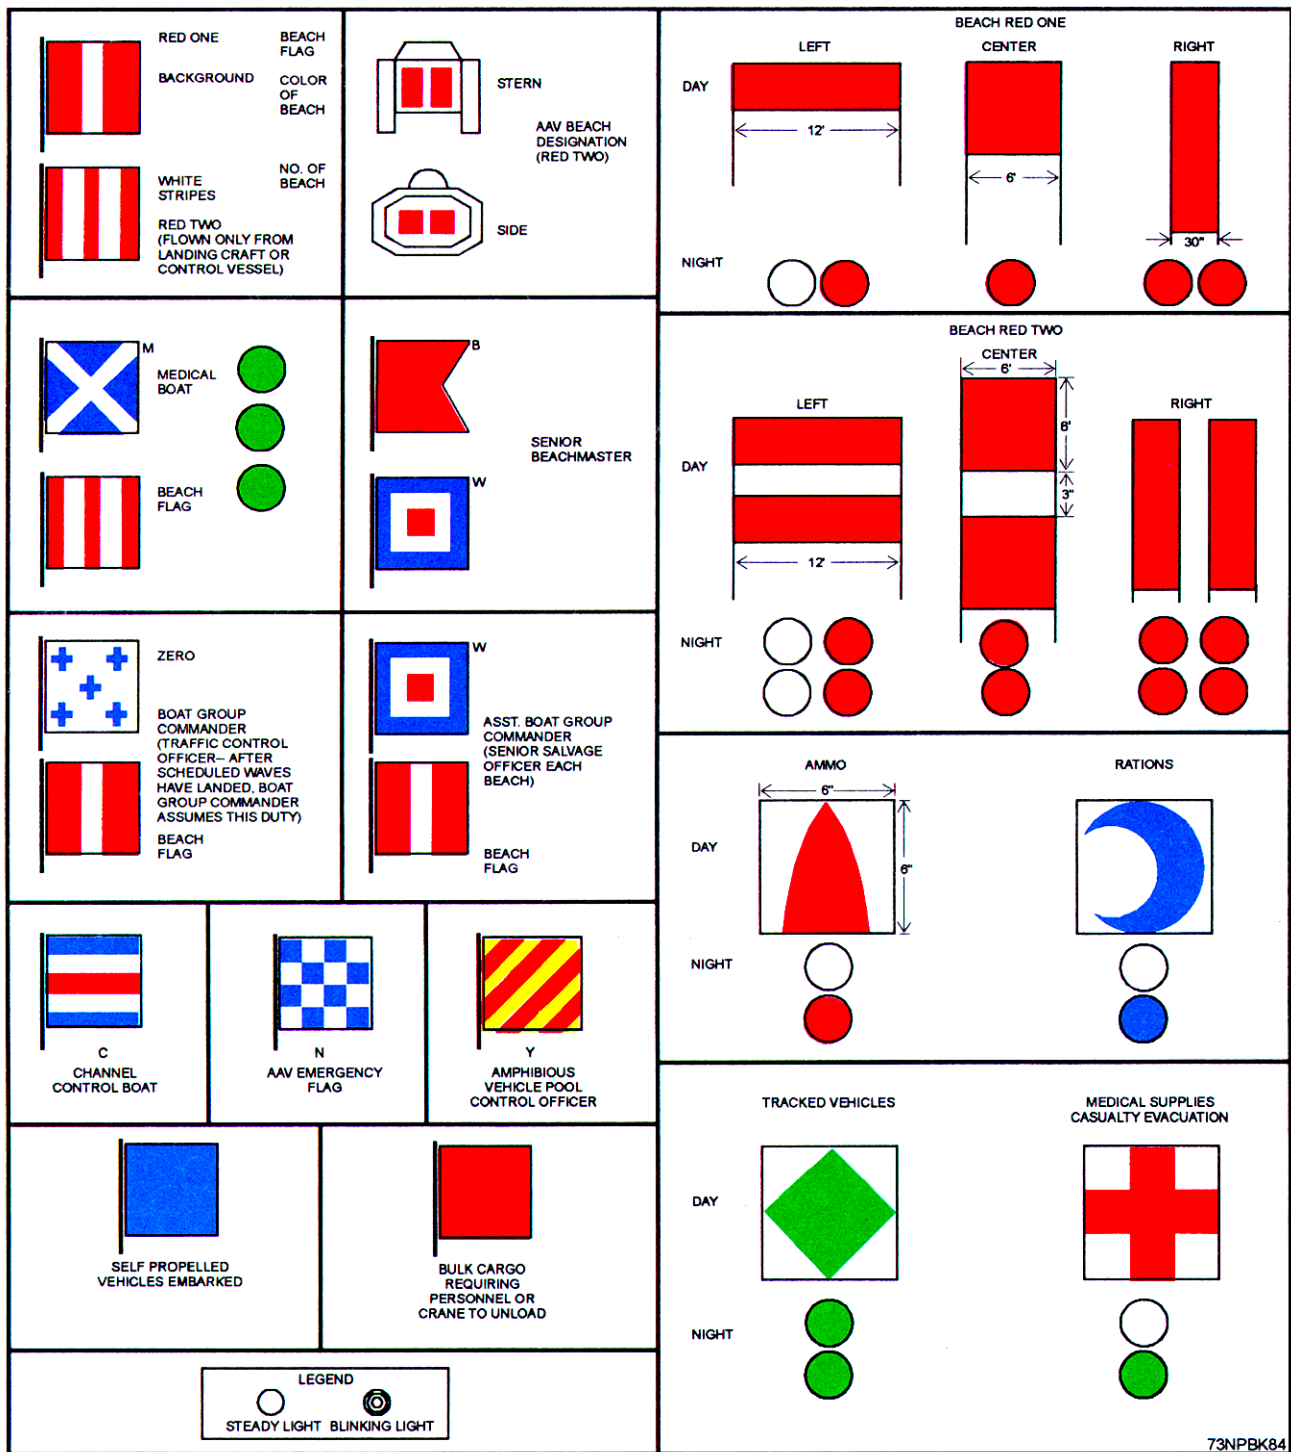 RED ONE
BEACH
FLAG
BACKGROUND
COLOR
OF
BEACH
WHITE
STRIPES
NO. OF
BEACH
RED TWO
(FLOWN ONLY FROM
LANDING CRAFT OR
CONTROL VESSEL)
STERN
AAV BEACH
DESIGNATION
(RED TWO)
SIDE
BEACH RED ONE
LEFT
CENTER
RIGHT
DAY
12'
6'
30"
NIGHT
M
MEDICAL
BOAT
BEACH
FLAG
B
SENIOR
BEACHMASTER
W
BEACH RED TWO
CENTER
6'
LEFT
RIGHT
6'
DAY
3"
12'
NIGHT
ZERO
BOAT GROUP
COMMANDER
(TRAFFIC CONTROL
OFFICER– AFTER
SCHEDULED WAVES
HAVE LANDED, BOAT
GROUP COMMANDER
ASSUMES THIS DUTY)
BEACH
FLAG
W
ASST. BOAT GROUP
COMMANDER
(SENIOR SALVAGE
OFFICER EACH
BEACH)
BEACH
FLAG
AMMO
RATIONS
6"
DAY
6"
NIGHT
C
CHANNEL
CONTROL BOAT
N
AAV EMERGENCY
FLAG
Y
AMPHIBIOUS
VEHICLE POOL
CONTROL OFFICER
TRACKED VEHICLES
MEDICAL SUPPLIES
CASUALTY EVACUATION
DAY
NIGHT
SELF PROPELLED
VEHICLES EMBARKED
BULK CARGO
REQUIRING
PERSONNEL OR
CRANE TO UNLOAD
LEGEND
STEADY LIGHT BLINKING LIGHT
73NPBK84